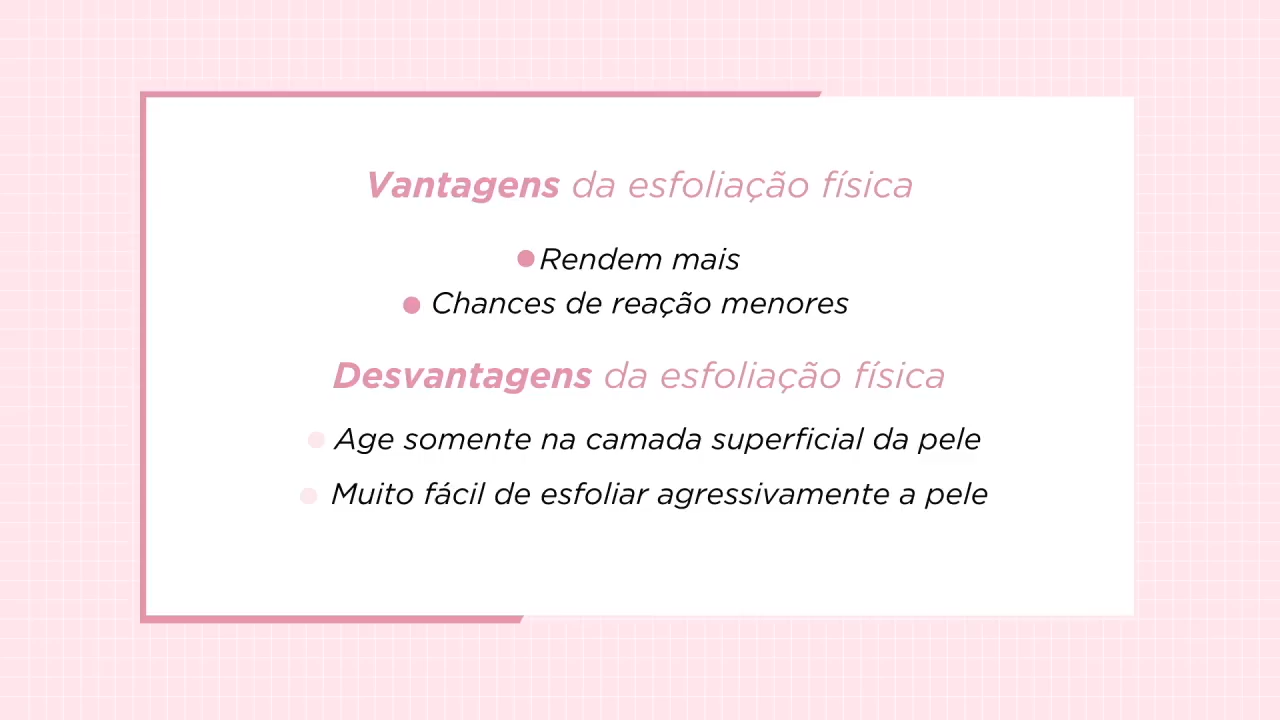 Vantagens da esfoliação física
Rendem mais
Chances de reação menores
Desvantagens da esfoliação física
Age somente na camada superficial da pele
Muito fácil de esfoliar agressivamente a pele